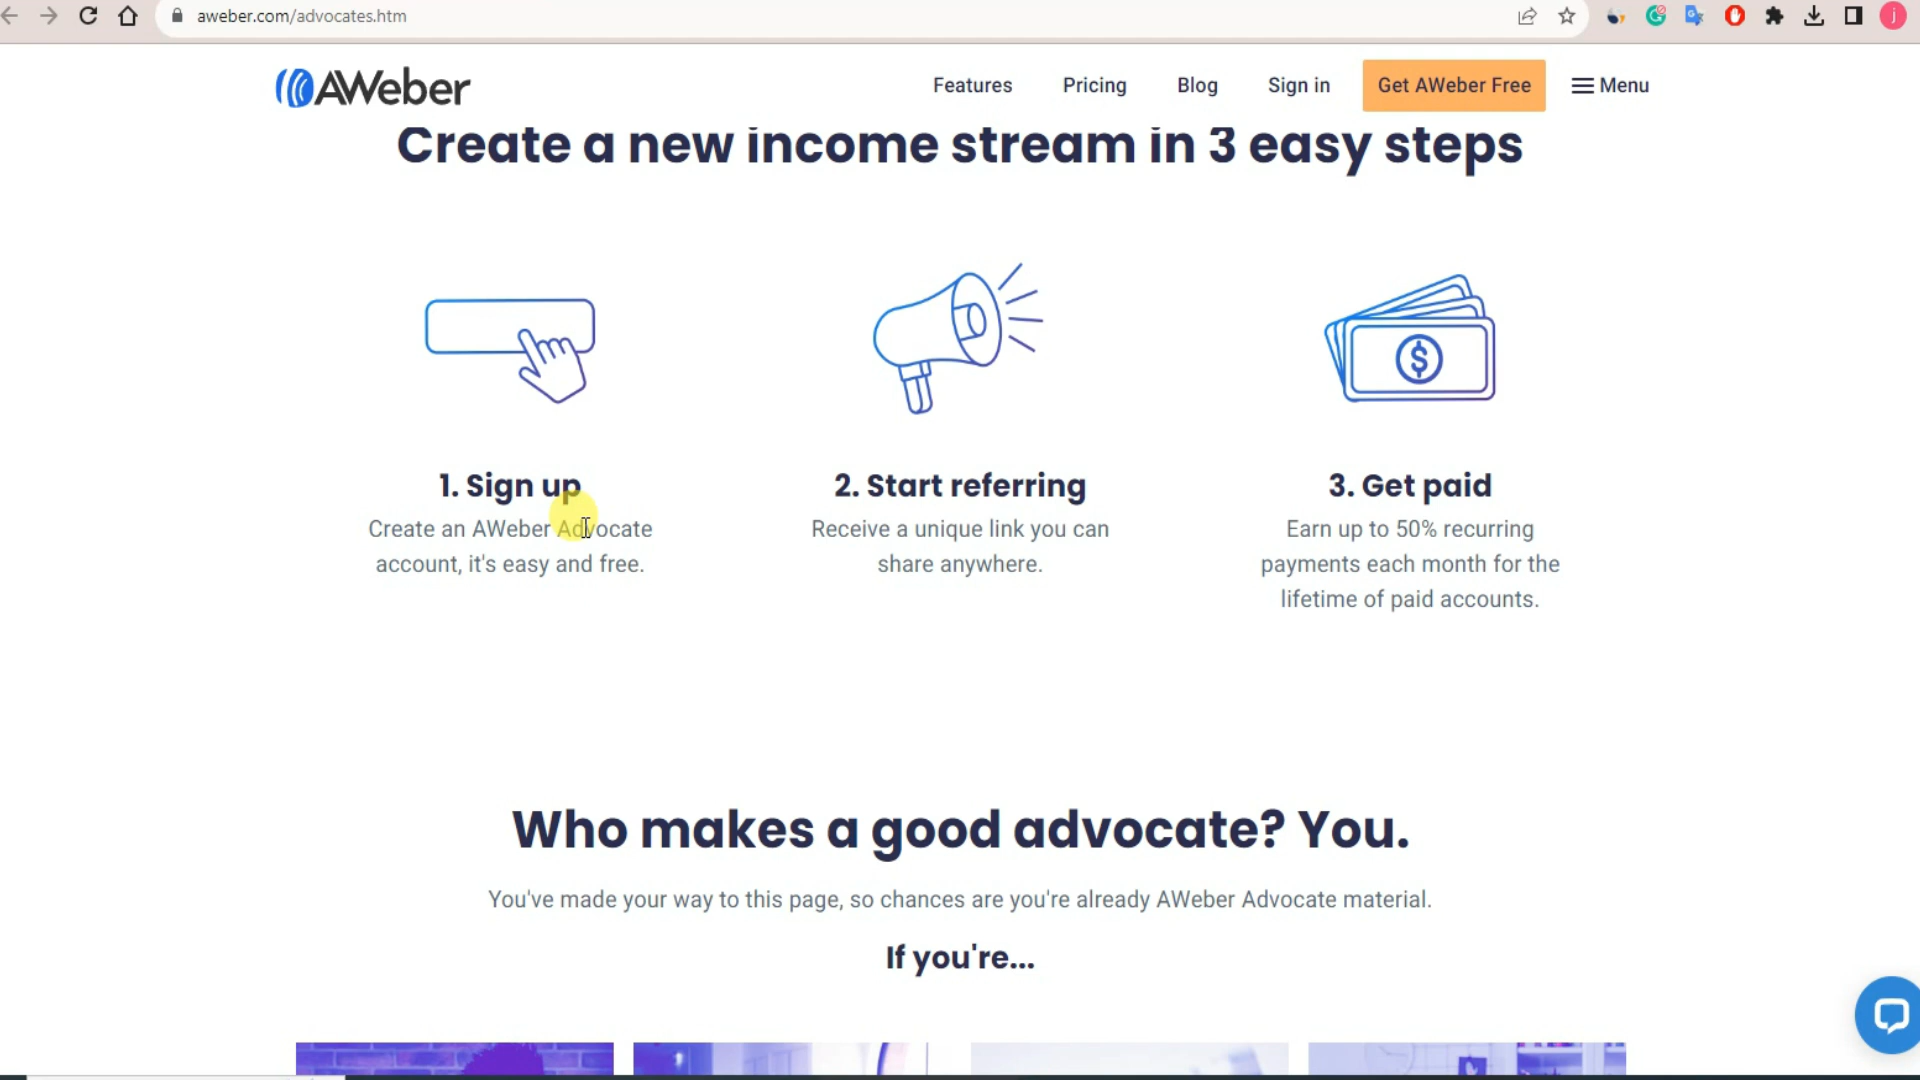 aweber.com/advocates.htm
j
AWeber
Features
Pricing
Blog
Sign in
Get AWeber Free
Menu
Create a new income stream in 3 easy steps
$
1. Sign up
Create an AWeber Advocate
account, it's easy and free.
2. Start referring
Receive a unique link you can
share anywhere.
3. Get paid
Earn up to 50% recurring
payments each month for the
lifetime of paid accounts.
Who makes a good advocate? You.
You've made your way to this page, so chances are you're already AWeber Advocate material.
If you're...